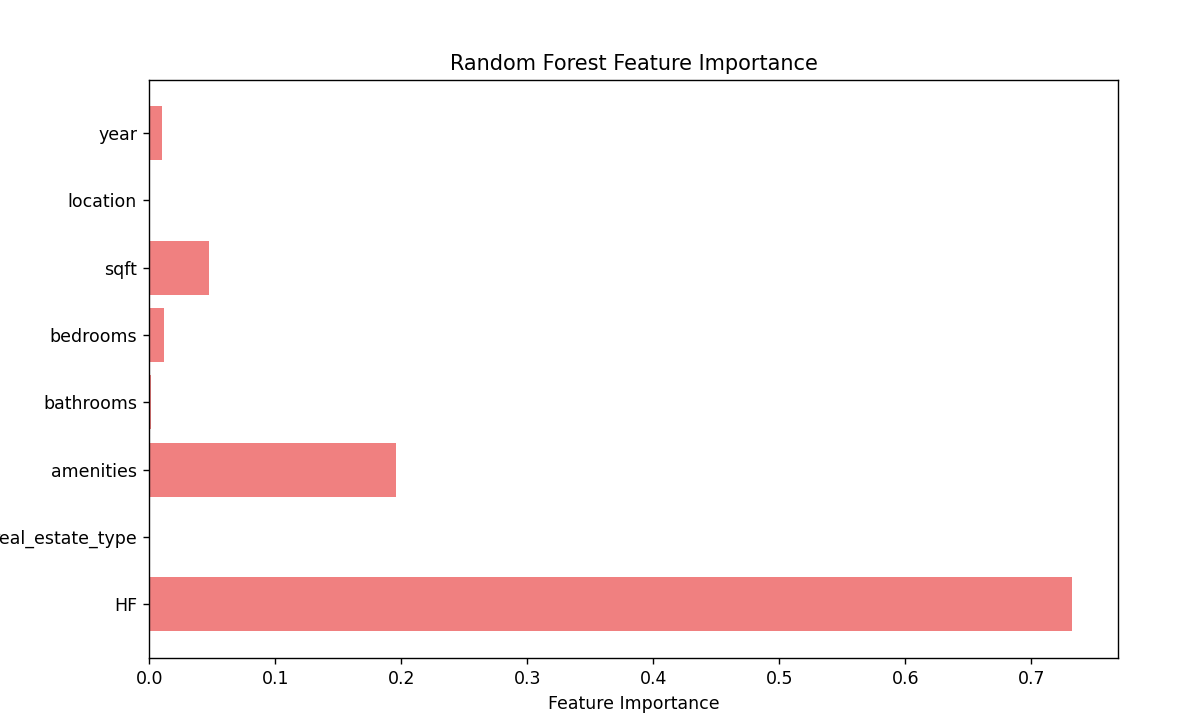 Random Forest Feature Importance
year
location
sqft
bedrooms
bathrooms
amenities
eal_estate_type
HF
0.0 0.1 0.2 0.3 0.4 0.5 0.6 0.7
Feature Importance